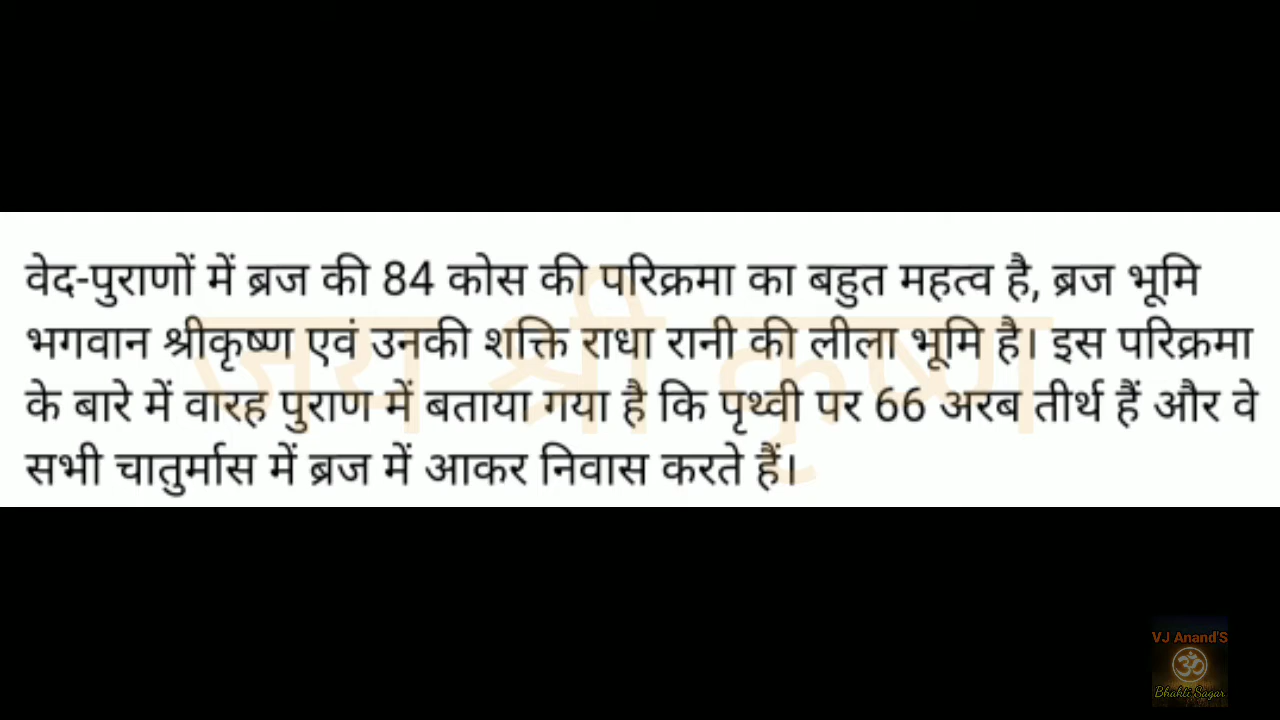 वेद-पुराणों में ब्रज की 84 कोस की परिक्रमा का बहुत महत्व है, ब्रज भूमि
भगवान श्रीकृष्ण एवं उनकी शक्ति राधा रानी की लीला भूमि है। इस परिक्रमा
के बारे में वारह पुराण में बताया गया है कि पृथ्वी पर 66 अरब तीर्थ हैं और वे
सभी चातुर्मास में ब्रज में आकर निवास करते हैं।
जय श्री कृष्ण
VJ Anand'S
ॐ
Bhakti Sagar